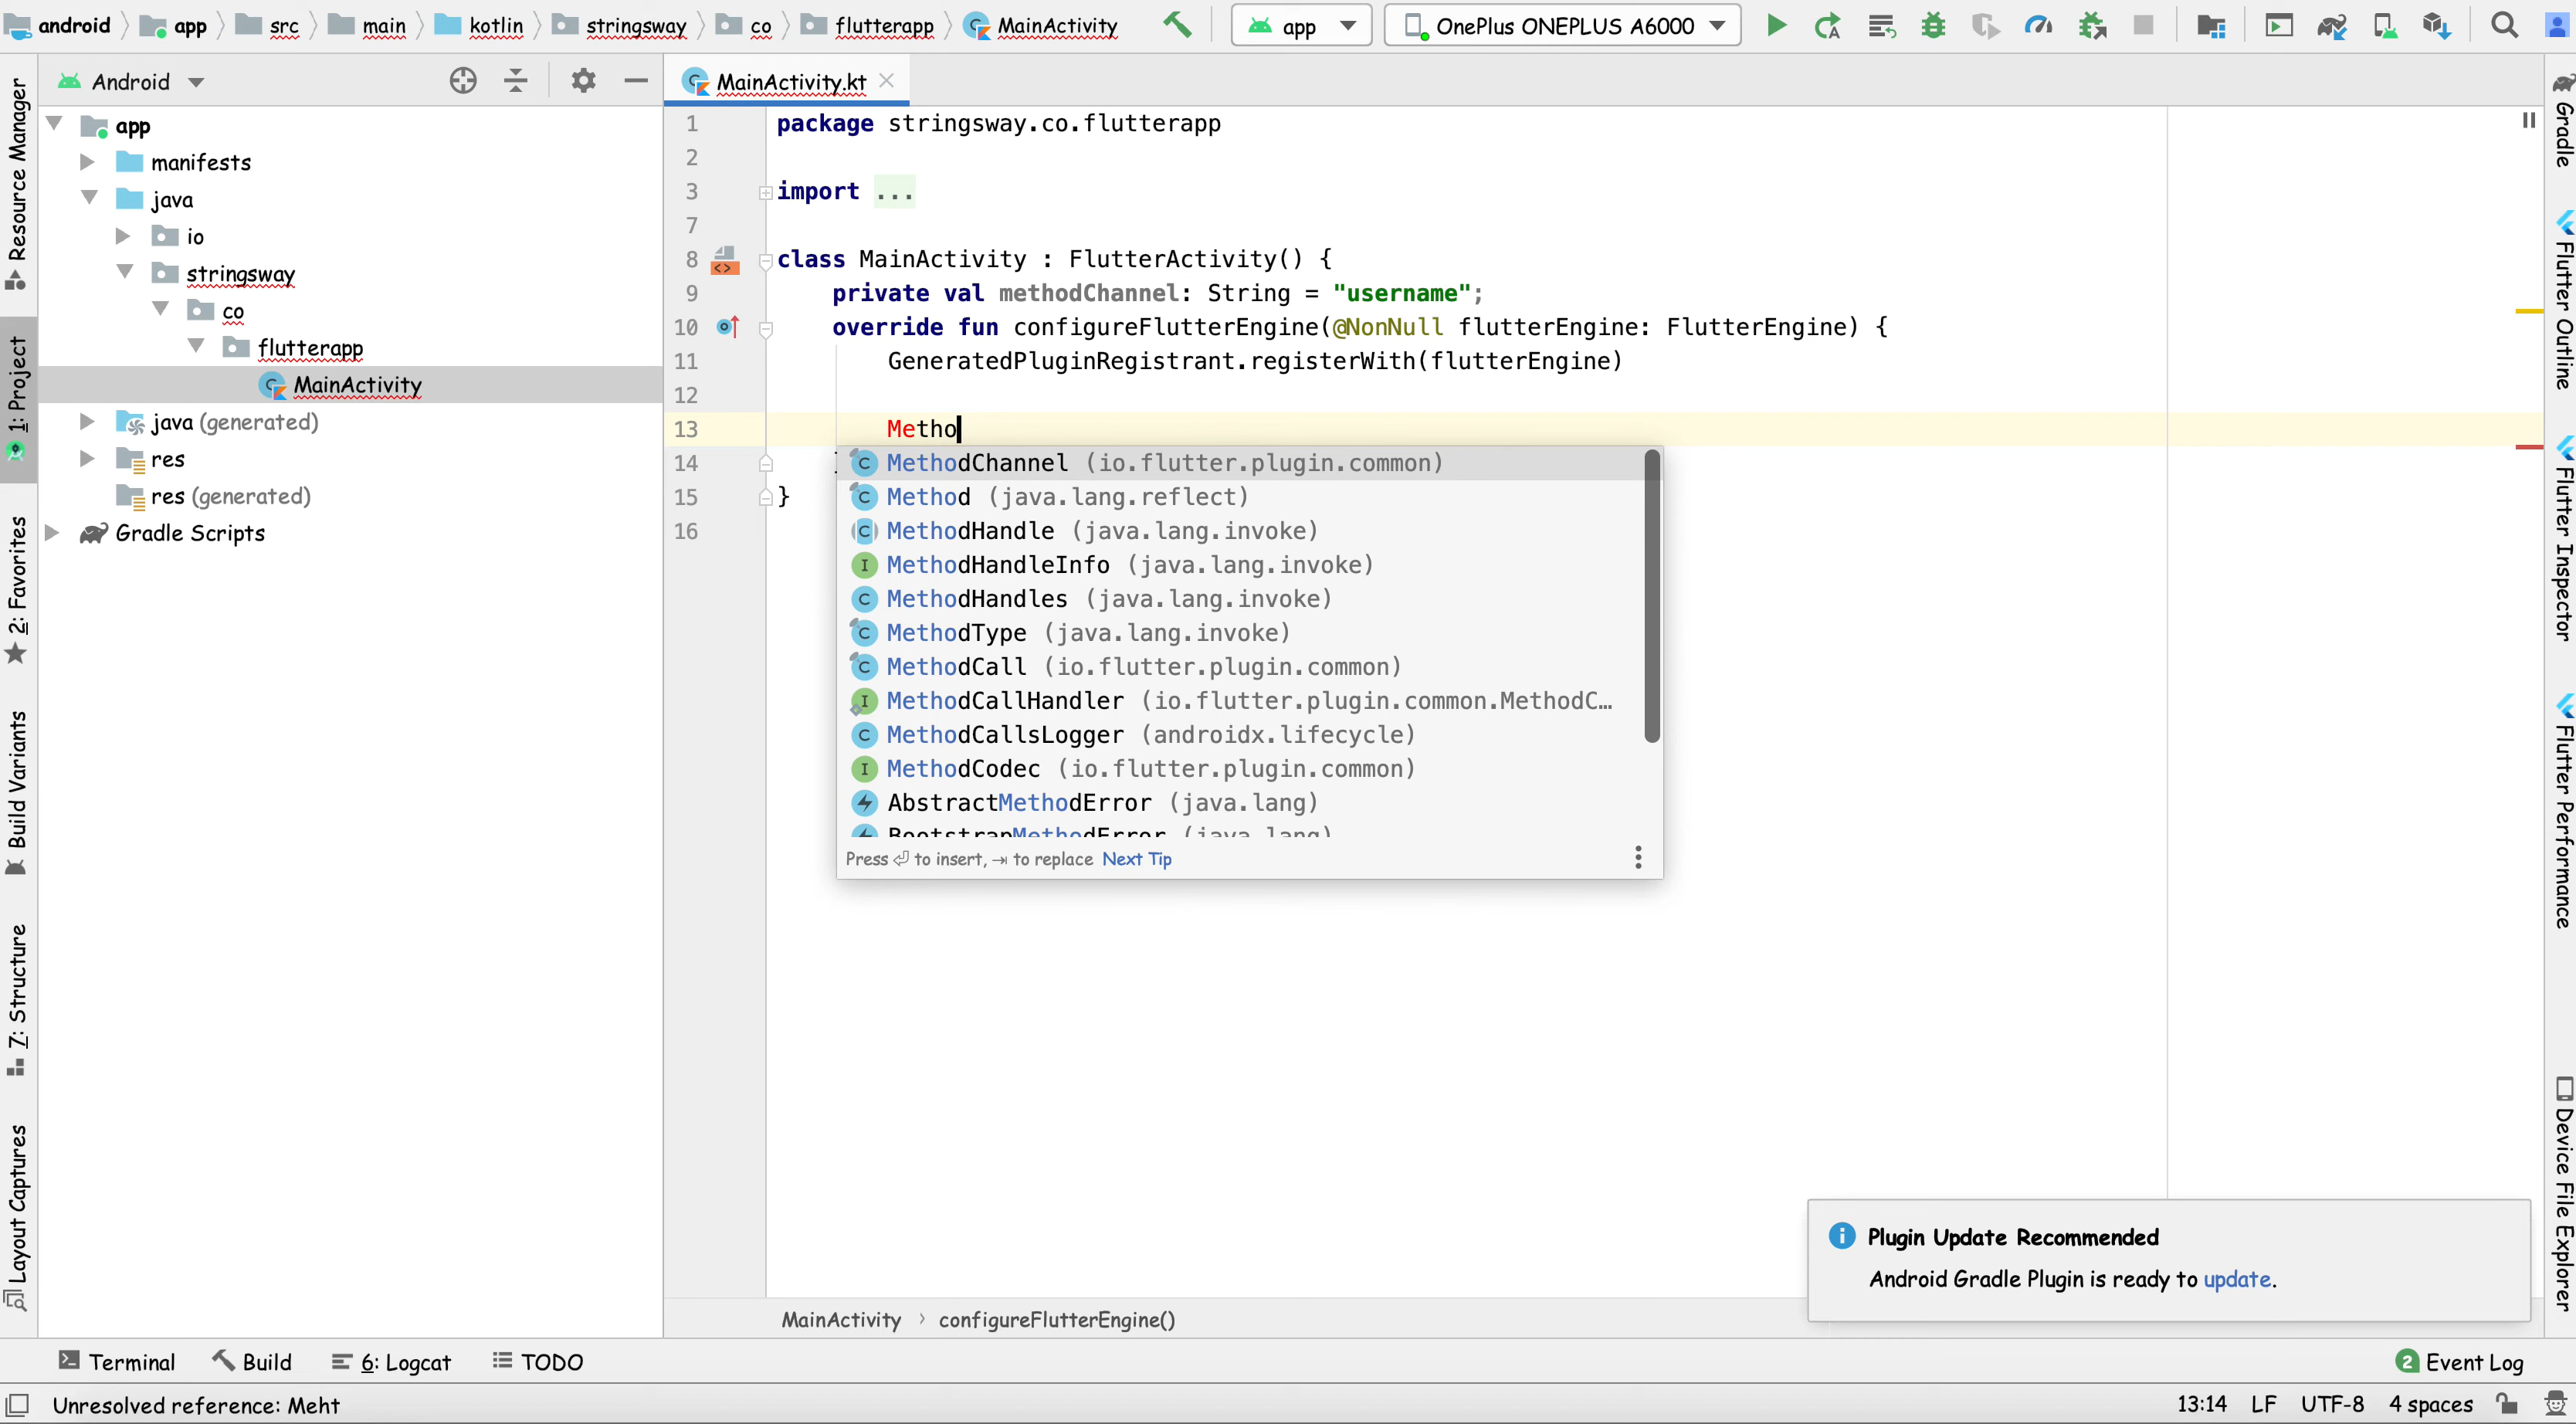 android app src main kotlin stringsway co flutterapp MainActivity app OnePlus ONEPLUS A6000
Android
MainActivity.kt
app
manifests
java
io
stringsway
co
flutterapp
MainActivity
java (generated)
res
res (generated)
Gradle Scripts
1 package stringsway.co.flutterapp
2
3 import ...
7
8 class MainActivity : FlutterActivity() {
9 private val methodChannel: String = "username";
10 override fun configureFlutterEngine(@NonNull flutterEngine: FlutterEngine) {
11 GeneratedPluginRegistrant.registerWith(flutterEngine)
12
13 Metho
14
15 }
16
MethodChannel (io.flutter.plugin.common)
Method (java.lang.reflect)
MethodHandle (java.lang.invoke)
MethodHandleInfo (java.lang.invoke)
MethodHandles (java.lang.invoke)
MethodType (java.lang.invoke)
MethodCall (io.flutter.plugin.common)
MethodCallHandler (io.flutter.plugin.common.MethodC...
MethodCallsLogger (androidx.lifecycle)
MethodCodec (io.flutter.plugin.common)
AbstractMethodError (java.lang)
BootstrapMethodError (java.lang)
Press ⏎ to insert, ⇥ to replace Next Tip
Resource Manager
1: Project
2: Favorites
Build Variants
7: Structure
Layout Captures
Gradle
Flutter Outline
Flutter Inspector
Flutter Performance
Device File Explorer
Plugin Update Recommended
Android Gradle Plugin is ready to update.
MainActivity › configureFlutterEngine()
Terminal Build 6: Logcat TODO 2 Event Log
Unresolved reference: Meht 13:14 LF UTF-8 4 spaces